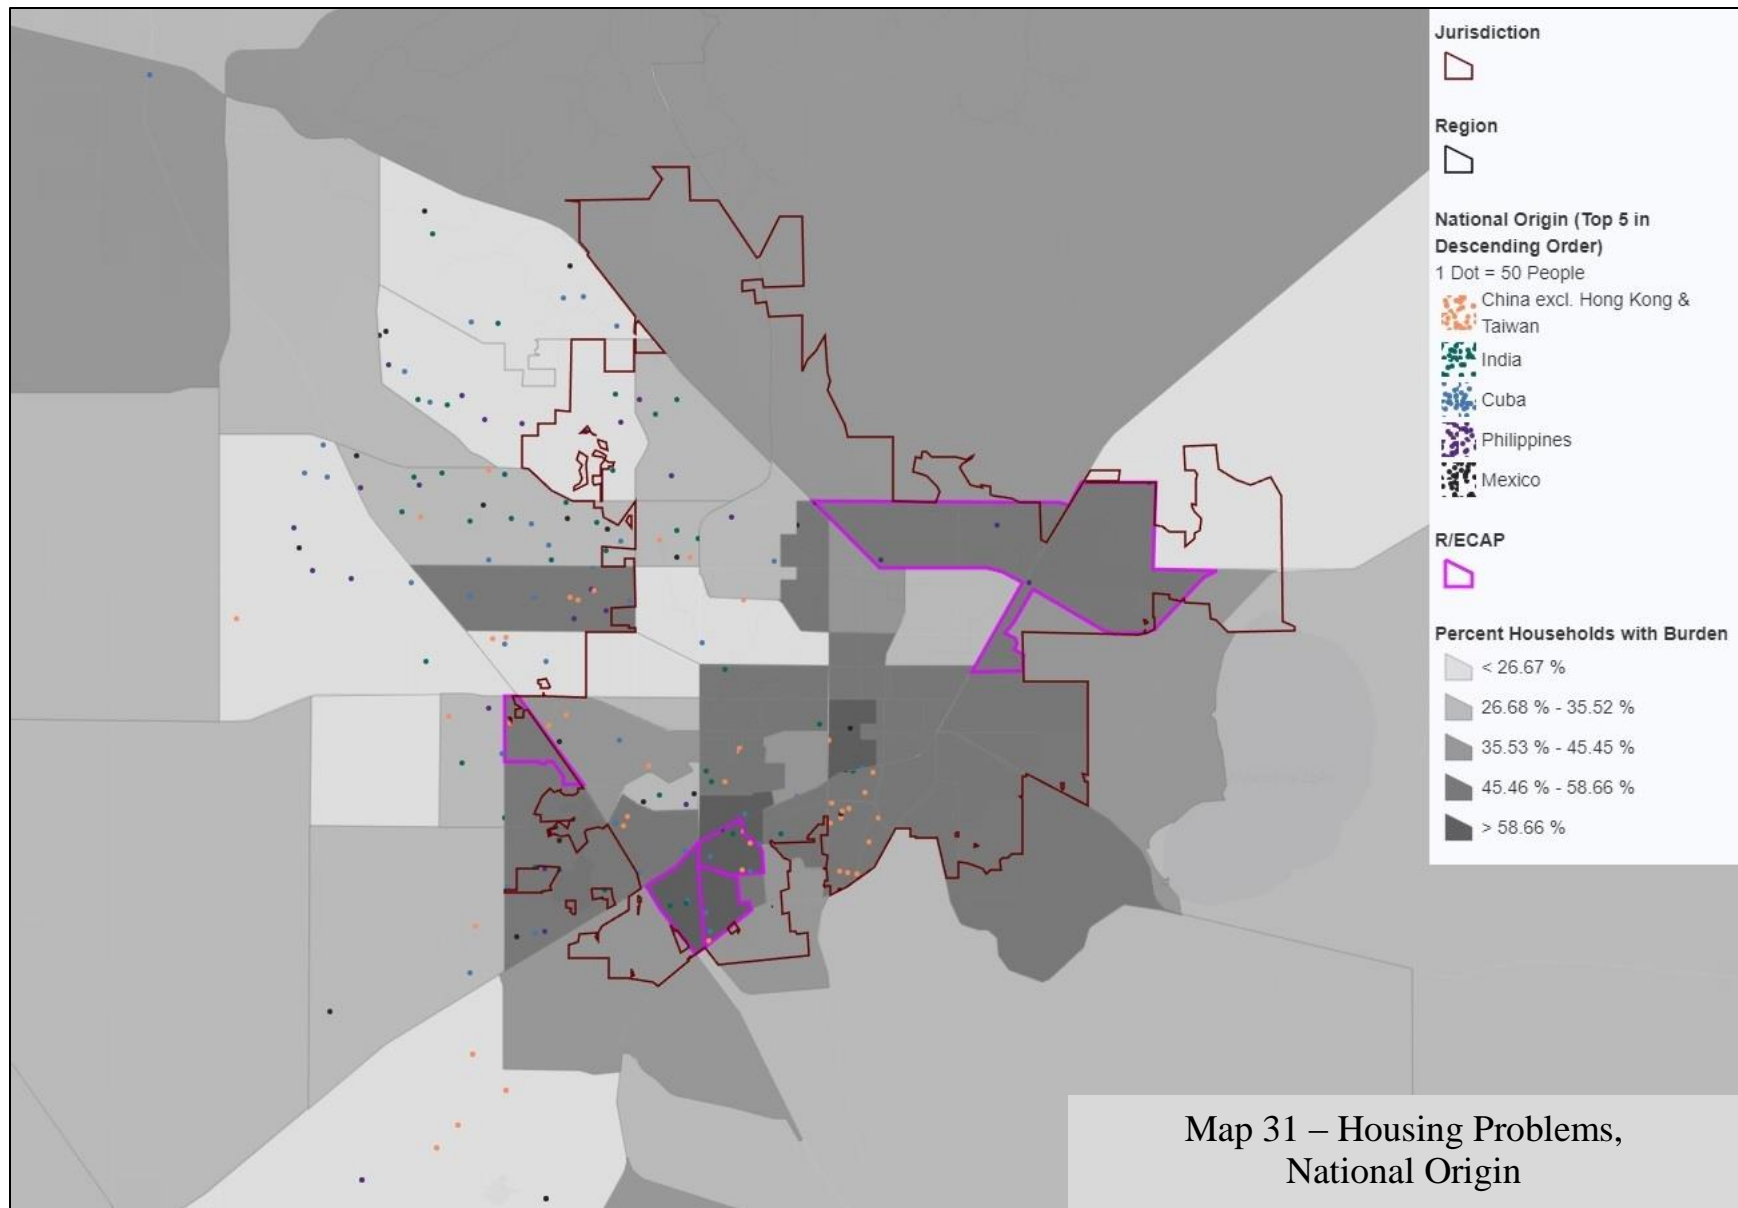 Jurisdiction
Region
National Origin (Top 5 in
Descending Order)
1 Dot = 50 People
China excl. Hong Kong &
Taiwan
India
Cuba
Philippines
Mexico
R/ECAP
Percent Households with Burden
< 26.67 %
26.68 % - 35.52 %
35.53 % - 45.45 %
45.46 % - 58.66 %
> 58.66 %
Map 31 – Housing Problems,
National Origin